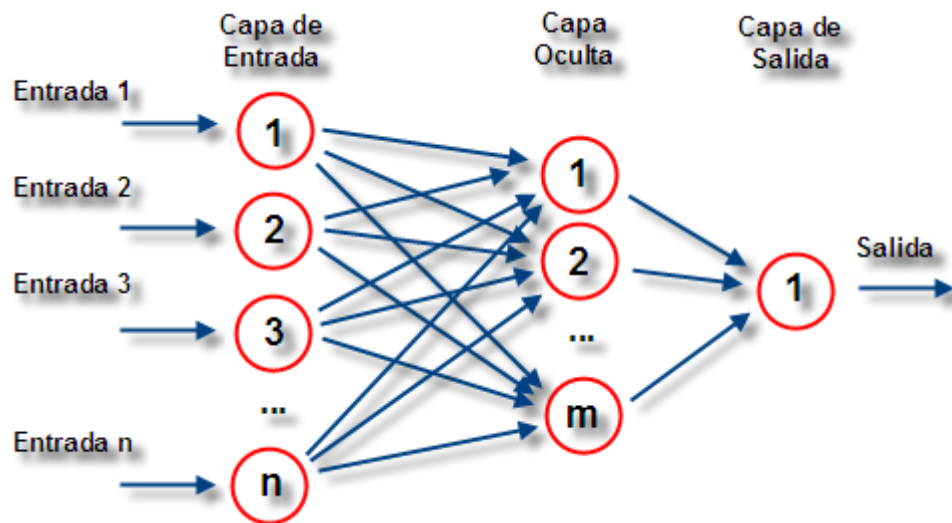 Capa de
Entrada
Capa
Oculta
Capa de
Salida
Entrada 1
1
Entrada 2
2
Entrada 3
3
...
Entrada n
n
1
2
...
m
1
Salida